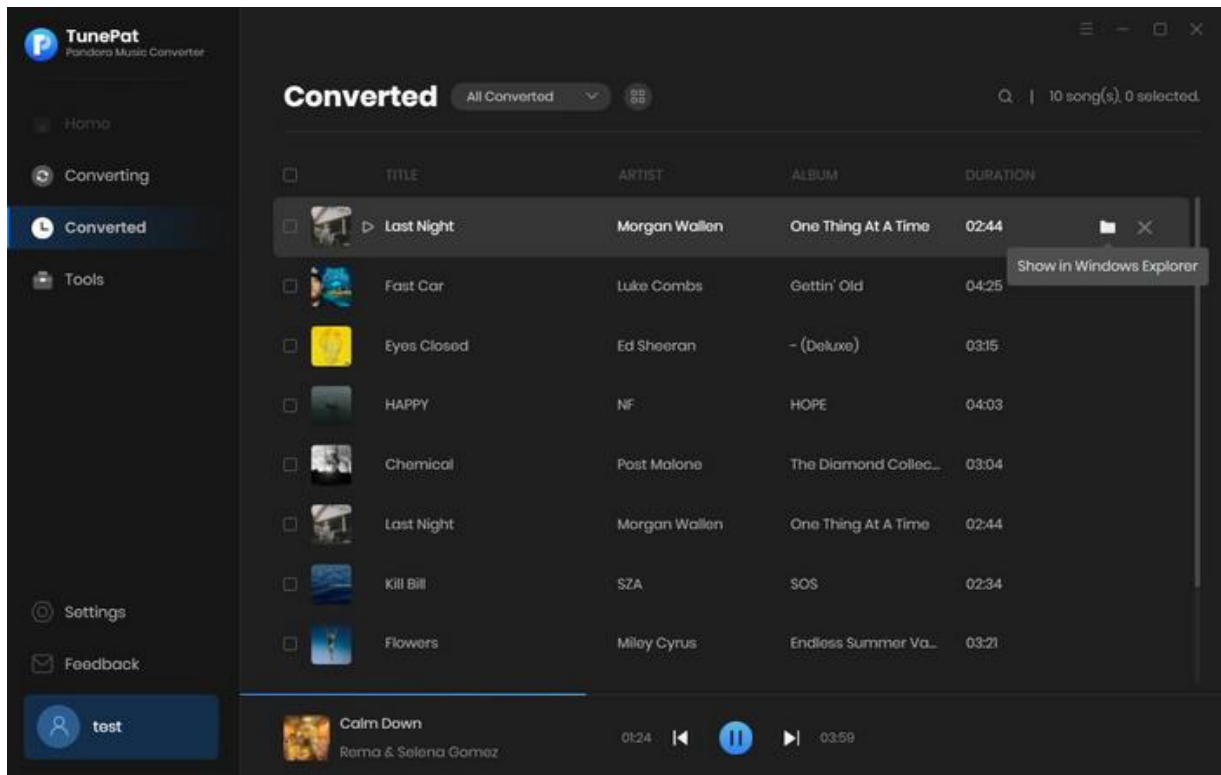 TunePat
Pandora Music Converter
Home
Converting
Converted
Tools
Settings
Feedback
test
Converted All Converted | 10 song(s), 0 selected.
TITLE ARTIST ALBUM DURATION
Last Night Morgan Wallen One Thing At A Time 02:44
Show in Windows Explorer
Fast Car Luke Combs Gettin' Old 04:25
Eyes Closed Ed Sheeran - (Deluxe) 03:15
HAPPY NF HOPE 04:03
Chemical Post Malone The Diamond Collec... 03:04
Last Night Morgan Wallen One Thing At A Time 02:44
Kill Bill SZA SOS 02:34
Flowers Miley Cyrus Endless Summer Va... 03:21
Calm Down
Rema & Selena Gomez
01:24 03:59